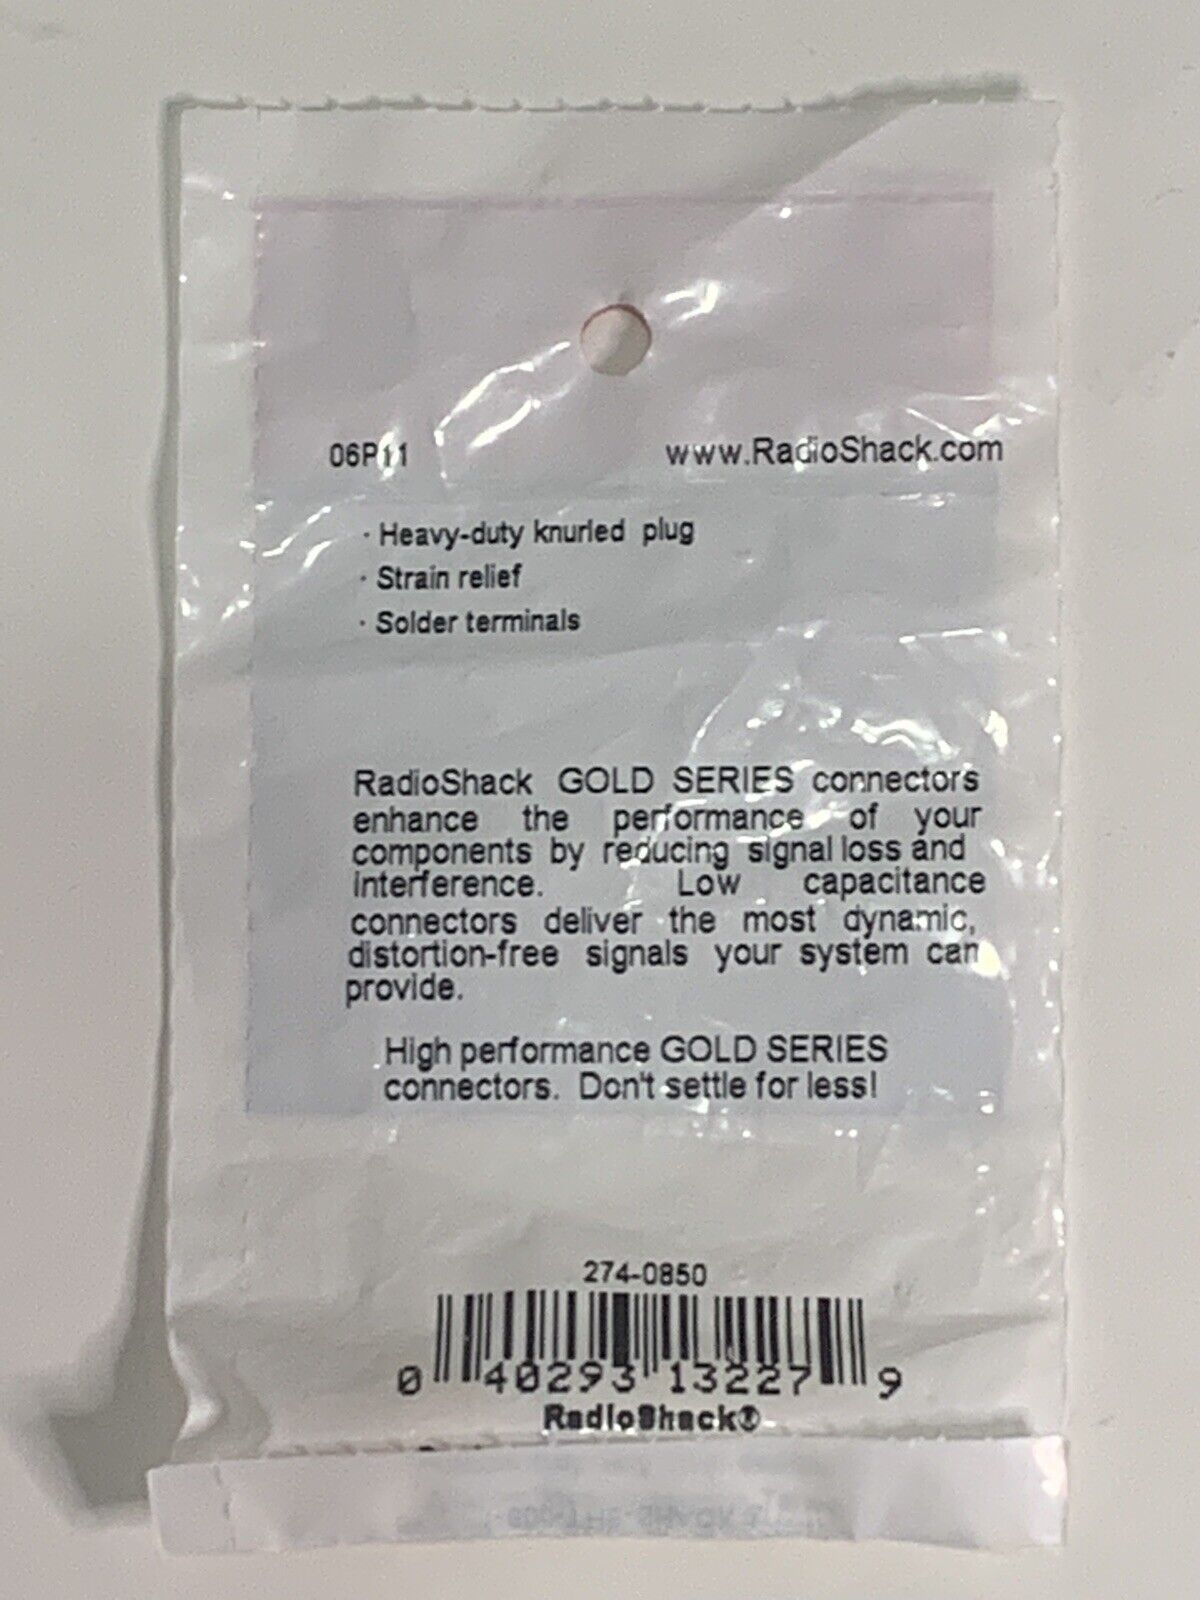 06P11 www.RadioShack.com
· Heavy-duty knurled plug
· Strain relief
· Solder terminals
RadioShack GOLD SERIES connectors
enhance the performance of your
components by reducing signal loss and
interference. Low capacitance
connectors deliver the most dynamic,
distortion-free signals your system can
provide.
High performance GOLD SERIES
connectors. Don't settle for less!
274-0850
0 40293 13227 9
RadioShack®